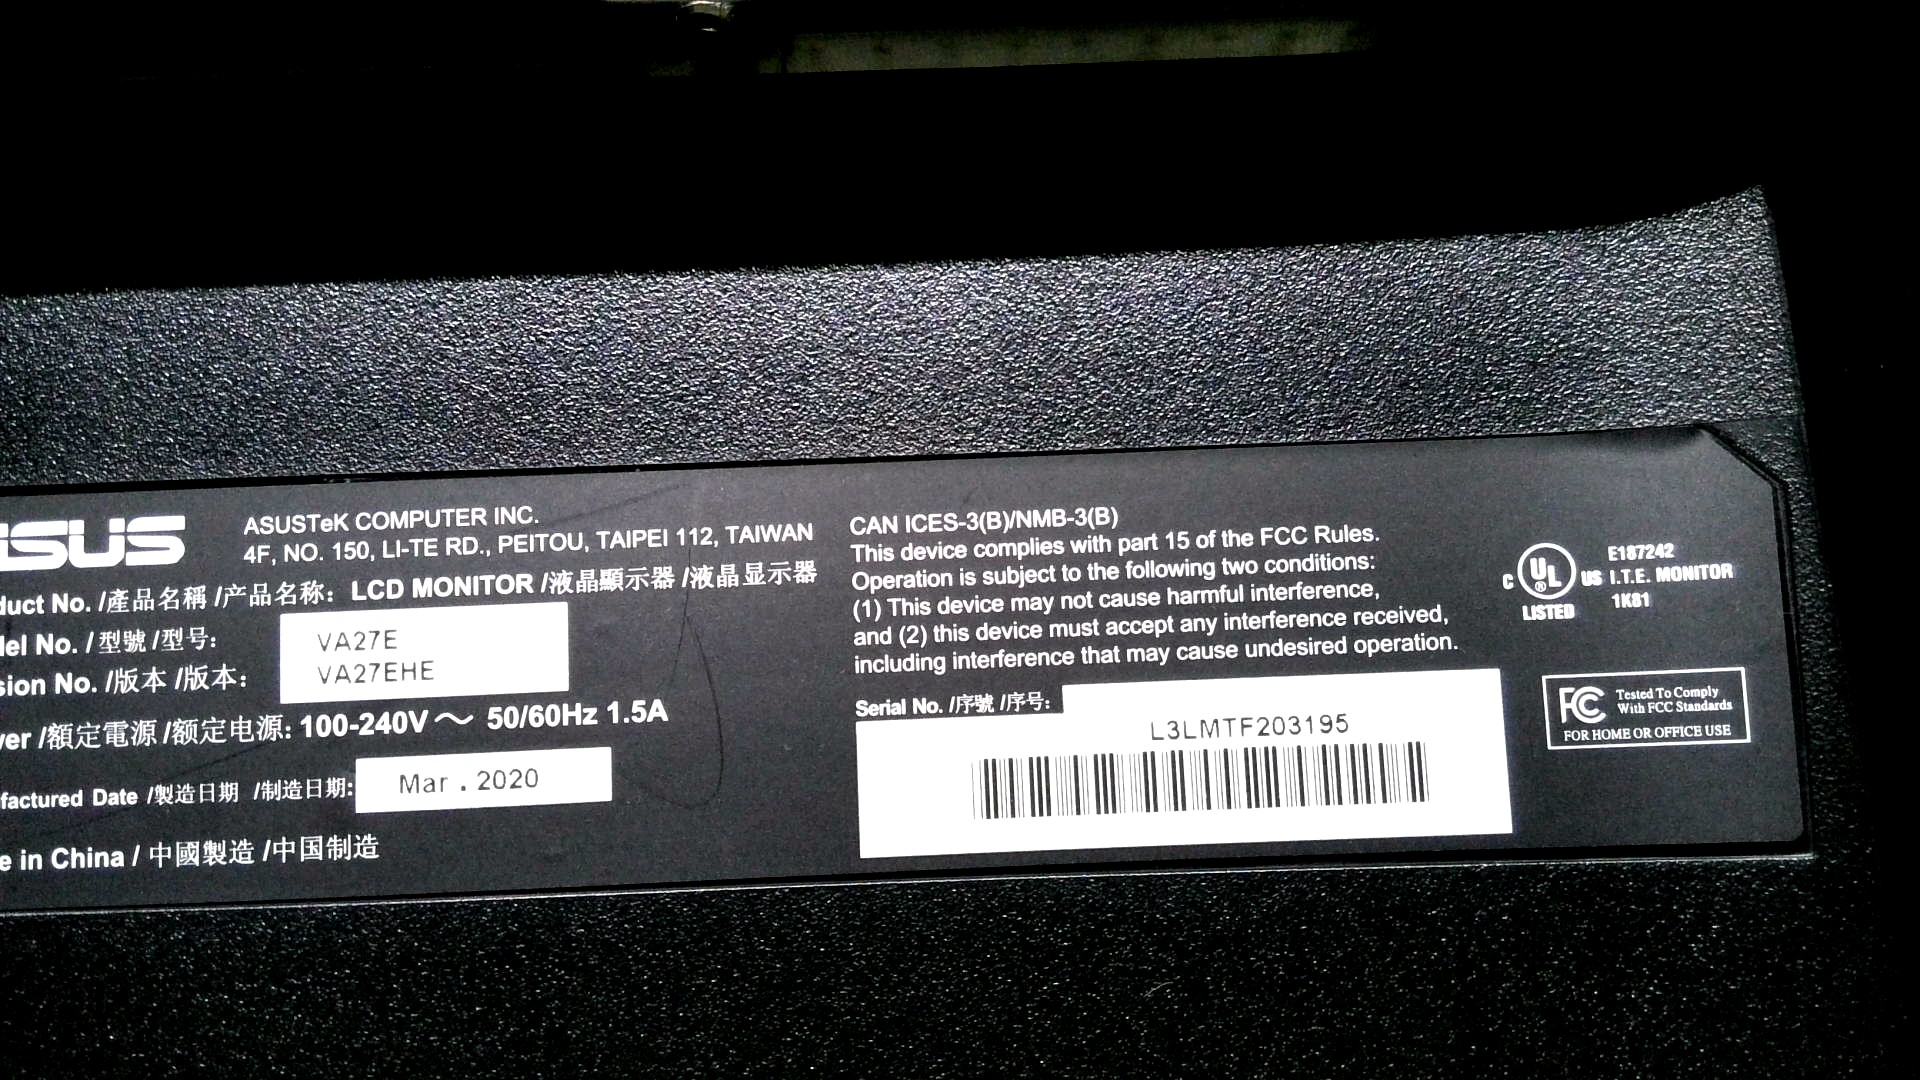 ASUS
ASUSTeK COMPUTER INC.
4F, NO. 150, LI-TE RD., PEITOU, TAIPEI 112, TAIWAN
duct No. /產品名稱 /产品名称: LCD MONITOR /液晶顯示器 /液晶显示器
del No. /型號 /型号: VA27E
VA27EHE
sion No. /版本 /版本:
ver /額定電源 /额定电源: 100-240V～ 50/60Hz 1.5A
factured Date /製造日期 /制造日期: Mar . 2020
e in China / 中國製造 /中国制造
CAN ICES-3(B)/NMB-3(B)
This device complies with part 15 of the FCC Rules.
Operation is subject to the following two conditions:
(1) This device may not cause harmful interference,
and (2) this device must accept any interference received,
including interference that may cause undesired operation.
Serial No. /序號 /序号:
L3LMTF203195
C UL ® US
LISTED
E187242
I.T.E. MONITOR
1K81
FC Tested To Comply
With FCC Standards
FOR HOME OR OFFICE USE